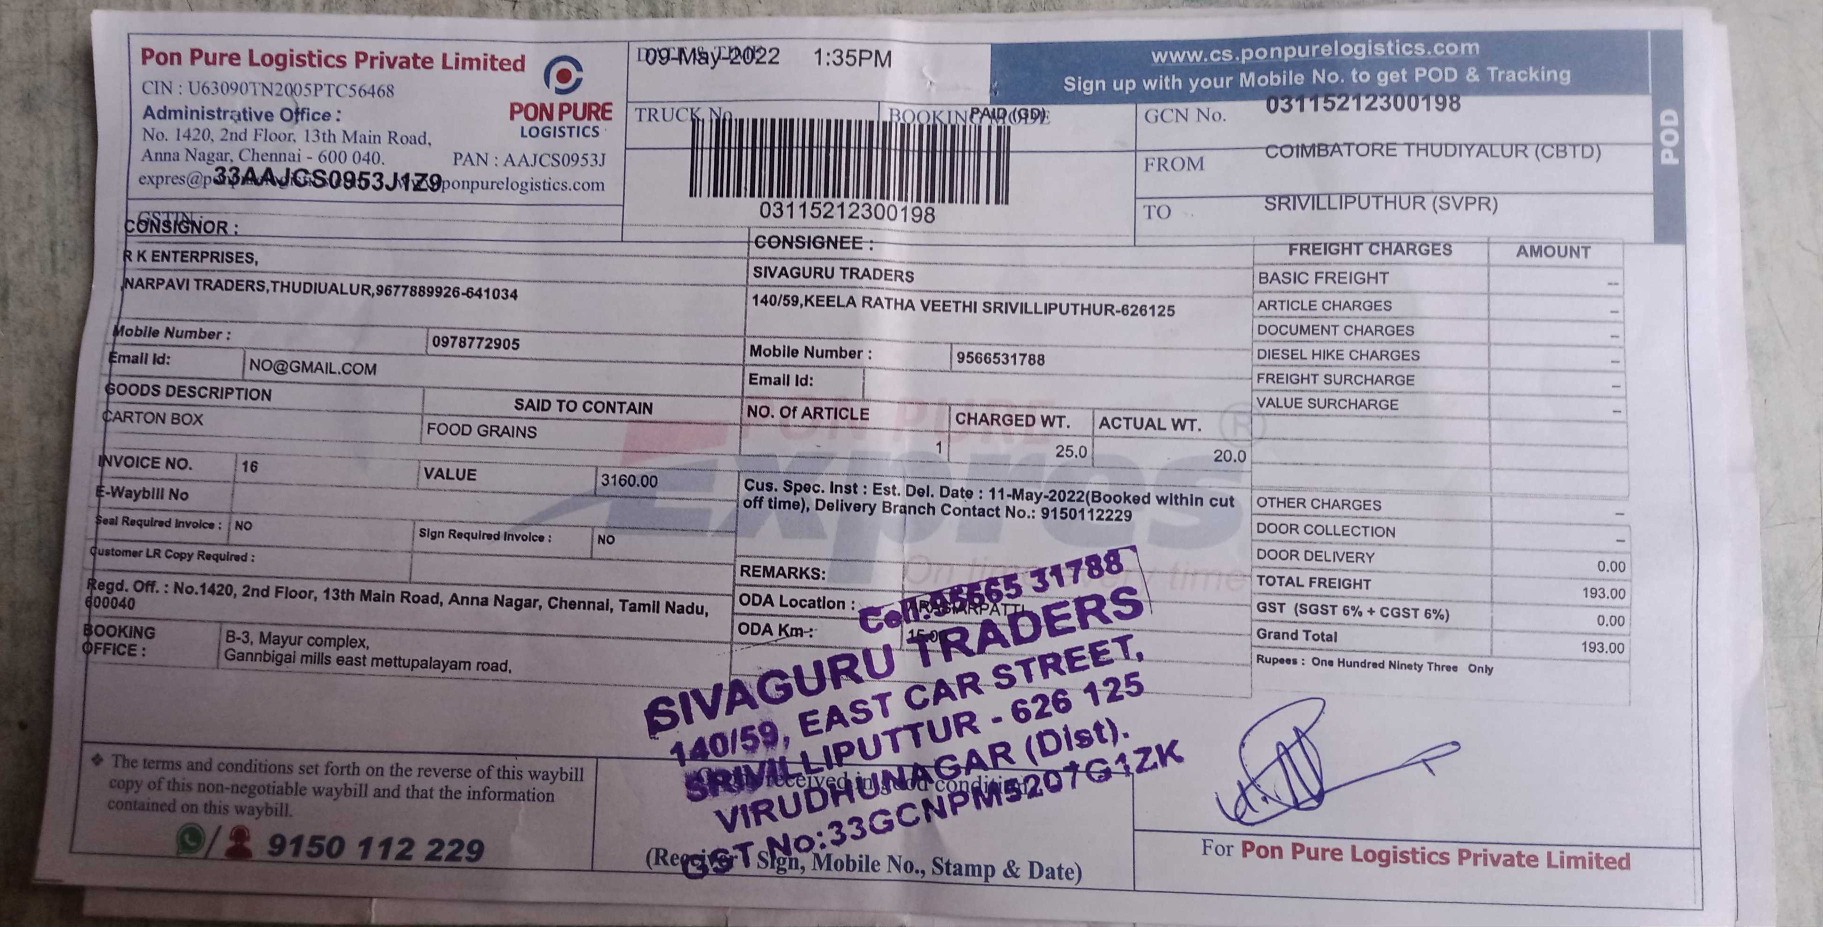 Pon Pure Logistics Private Limited
CIN : U63090TN2005PTC56468
Administrative Office :
No. 1420, 2nd Floor, 13th Main Road,
Anna Nagar, Chennai - 600 040.
PAN : AAJCS0953J
33AAJCS0953J1Z9
ponpurelogistics.com
GSTIN
PON PURE
LOGISTICS
09-May-2022 1:35PM
TRUCK No.
BOOKING MODE
PAID (GD)
03115212300198
www.cs.ponpurelogistics.com
Sign up with your Mobile No. to get POD & Tracking
GCN No. 03115212300198
FROM COIMBATORE THUDIYALUR (CBTD)
TO SRIVILLIPUTHUR (SVPR)
POD
CONSIGNOR :
R K ENTERPRISES,
NARPAVI TRADERS,THUDIUALUR,9677889926-641034
Mobile Number : 0978772905
Email Id: NO@GMAIL.COM
GOODS DESCRIPTION SAID TO CONTAIN
CARTON BOX FOOD GRAINS
INVOICE NO. 16 VALUE 3160.00
E-Waybill No
Seal Required Invoice : NO Sign Required Invoice : NO
Customer LR Copy Required :
Regd. Off. : No.1420, 2nd Floor, 13th Main Road, Anna Nagar, Chennai, Tamil Nadu,
600040
BOOKING OFFICE : B-3, Mayur complex,
Gannbigai mills east mettupalayam road,
CONSIGNEE :
SIVAGURU TRADERS
140/59,KEELA RATHA VEETHI SRIVILLIPUTHUR-626125
Mobile Number : 9566531788
Email Id:
NO. Of ARTICLE CHARGED WT. ACTUAL WT.
1 25.0 20.0
Cus. Spec. Inst : Est. Del. Date : 11-May-2022(Booked within cut
off time), Delivery Branch Contact No.: 9150112229
REMARKS:
ODA Location :
ODA Km-:
PON PURE
Express
®
FREIGHT CHARGES AMOUNT
BASIC FREIGHT --
ARTICLE CHARGES --
DOCUMENT CHARGES --
DIESEL HIKE CHARGES --
FREIGHT SURCHARGE --
VALUE SURCHARGE --
OTHER CHARGES --
DOOR COLLECTION --
DOOR DELIVERY 0.00
TOTAL FREIGHT 193.00
GST (SGST 6% + CGST 6%) 0.00
Grand Total 193.00
Rupees : One Hundred Ninety Three Only
SIVAGURU TRADERS
140/59, EAST CAR STREET,
SRIVILLIPUTTUR - 626 125
VIRUDHUNAGAR (Dist).
GST No:33GCNPM5207G1ZK
❖ The terms and conditions set forth on the reverse of this waybill
copy of this non-negotiable waybill and that the information
contained on this waybill.
/ 9150 112 229
received in good condition
(Receiver Sign, Mobile No., Stamp & Date)
For Pon Pure Logistics Private Limited